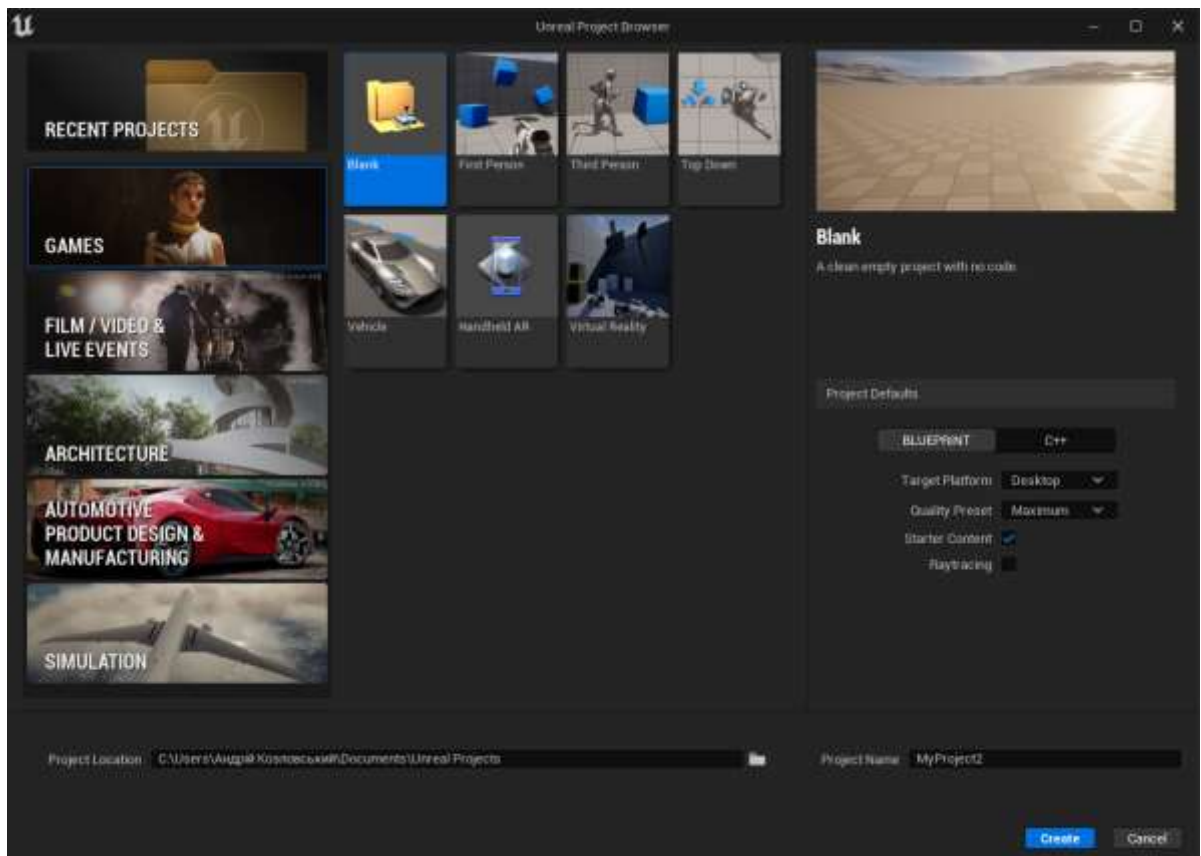 Unreal Project Browser
RECENT PROJECTS
GAMES
FILM / VIDEO &
LIVE EVENTS
ARCHITECTURE
AUTOMOTIVE
PRODUCT DESIGN &
MANUFACTURING
SIMULATION
Blank
First Person
Third Person
Top Down
Vehicle
Handheld AR
Virtual Reality
Blank
A clean empty project with no code.
Project Defaults
BLUEPRINT
C++
Target Platform
Desktop
Quality Preset
Maximum
Starter Content
Raytracing
Project Location
C:\Users\Андрій Козловський\Documents\Unreal Projects
Project Name
MyProject2
Create
Cancel